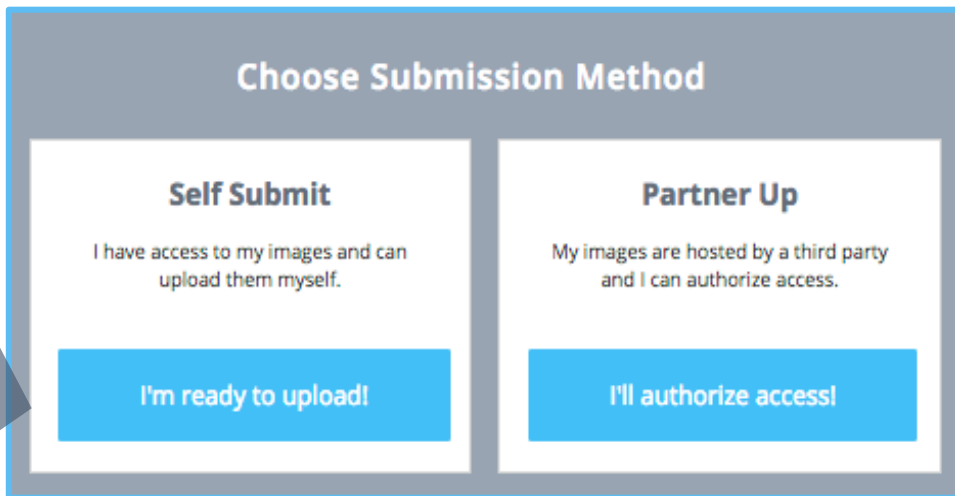 Choose Submission Method
Self Submit
I have access to my images and can
upload them myself.
I'm ready to upload!
Partner Up
My images are hosted by a third party
and I can authorize access.
I'll authorize access!